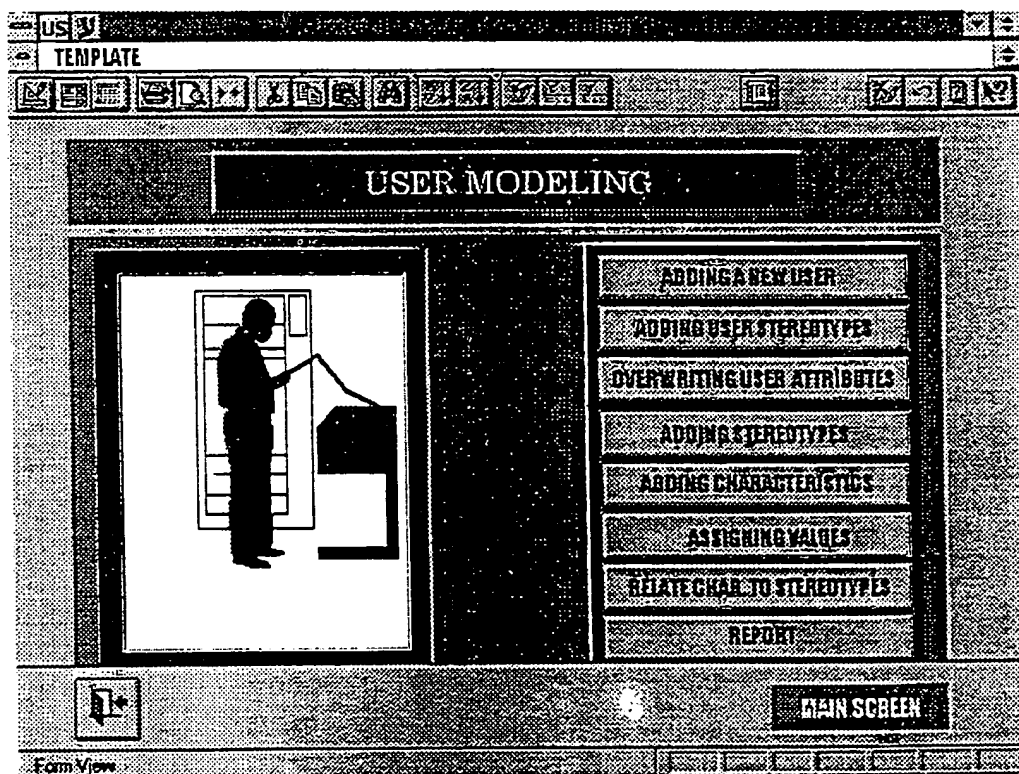 US
TEMPLATE
USER MODELING
ADDING A NEW USER
ADDING USER STEREOTYPES
OVERWRITING USER ATTRIBUTES
ADDING STEREOTYPES
ADDING CHARACTERISTICS
ASSIGNING VALUES
RELATE CHAR. TO STEREOTYPES
REPORT
MAIN SCREEN
Form View